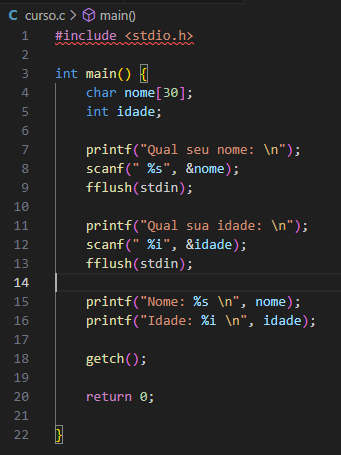 C curso.c > main()
1 #include <stdio.h>
2
3 int main() {
4 char nome[30];
5 int idade;
6
7 printf("Qual seu nome: \n");
8 scanf(" %s", &nome);
9 fflush(stdin);
10
11 printf("Qual sua idade: \n");
12 scanf(" %i", &idade);
13 fflush(stdin);
14
15 printf("Nome: %s \n", nome);
16 printf("Idade: %i \n", idade);
17
18 getch();
19
20 return 0;
21
22 }